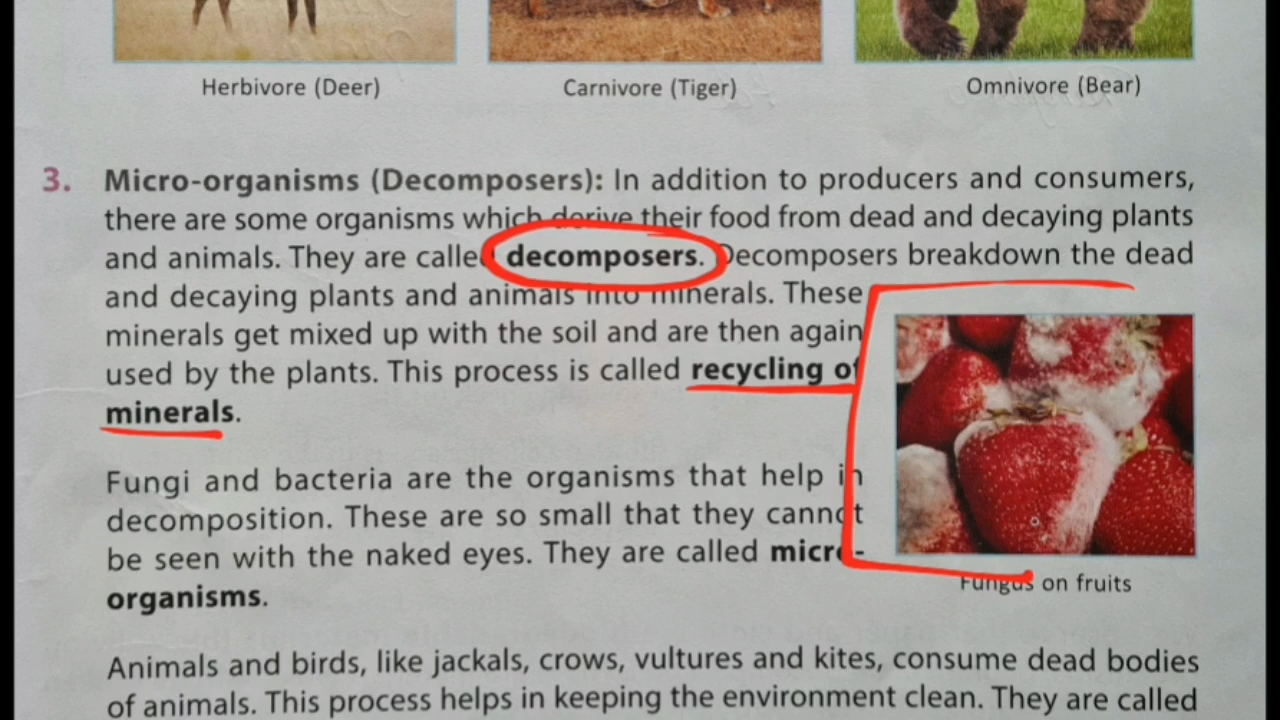 Herbivore (Deer) Carnivore (Tiger) Omnivore (Bear)
3. Micro-organisms (Decomposers): In addition to producers and consumers,
there are some organisms which derive their food from dead and decaying plants
and animals. They are called decomposers. Decomposers breakdown the dead
and decaying plants and animals into minerals. These
minerals get mixed up with the soil and are then again
used by the plants. This process is called recycling of
minerals.
Fungi and bacteria are the organisms that help in
decomposition. These are so small that they cannot
be seen with the naked eyes. They are called micro-
organisms.
Fungus on fruits
Animals and birds, like jackals, crows, vultures and kites, consume dead bodies
of animals. This process helps in keeping the environment clean. They are called